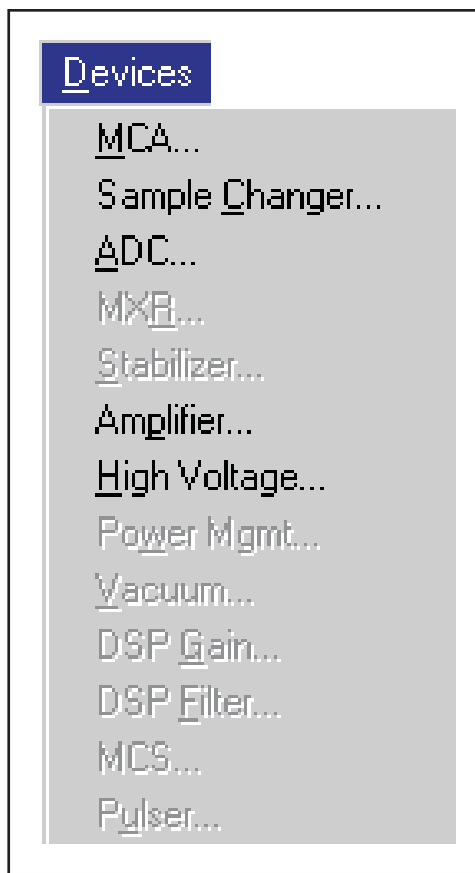 Devices
MCA...
Sample Changer...
ADC...
MXR...
Stabilizer...
Amplifier...
High Voltage...
Power Mgmt...
Vacuum...
DSP Gain...
DSP Filter...
MCS...
Pulser...